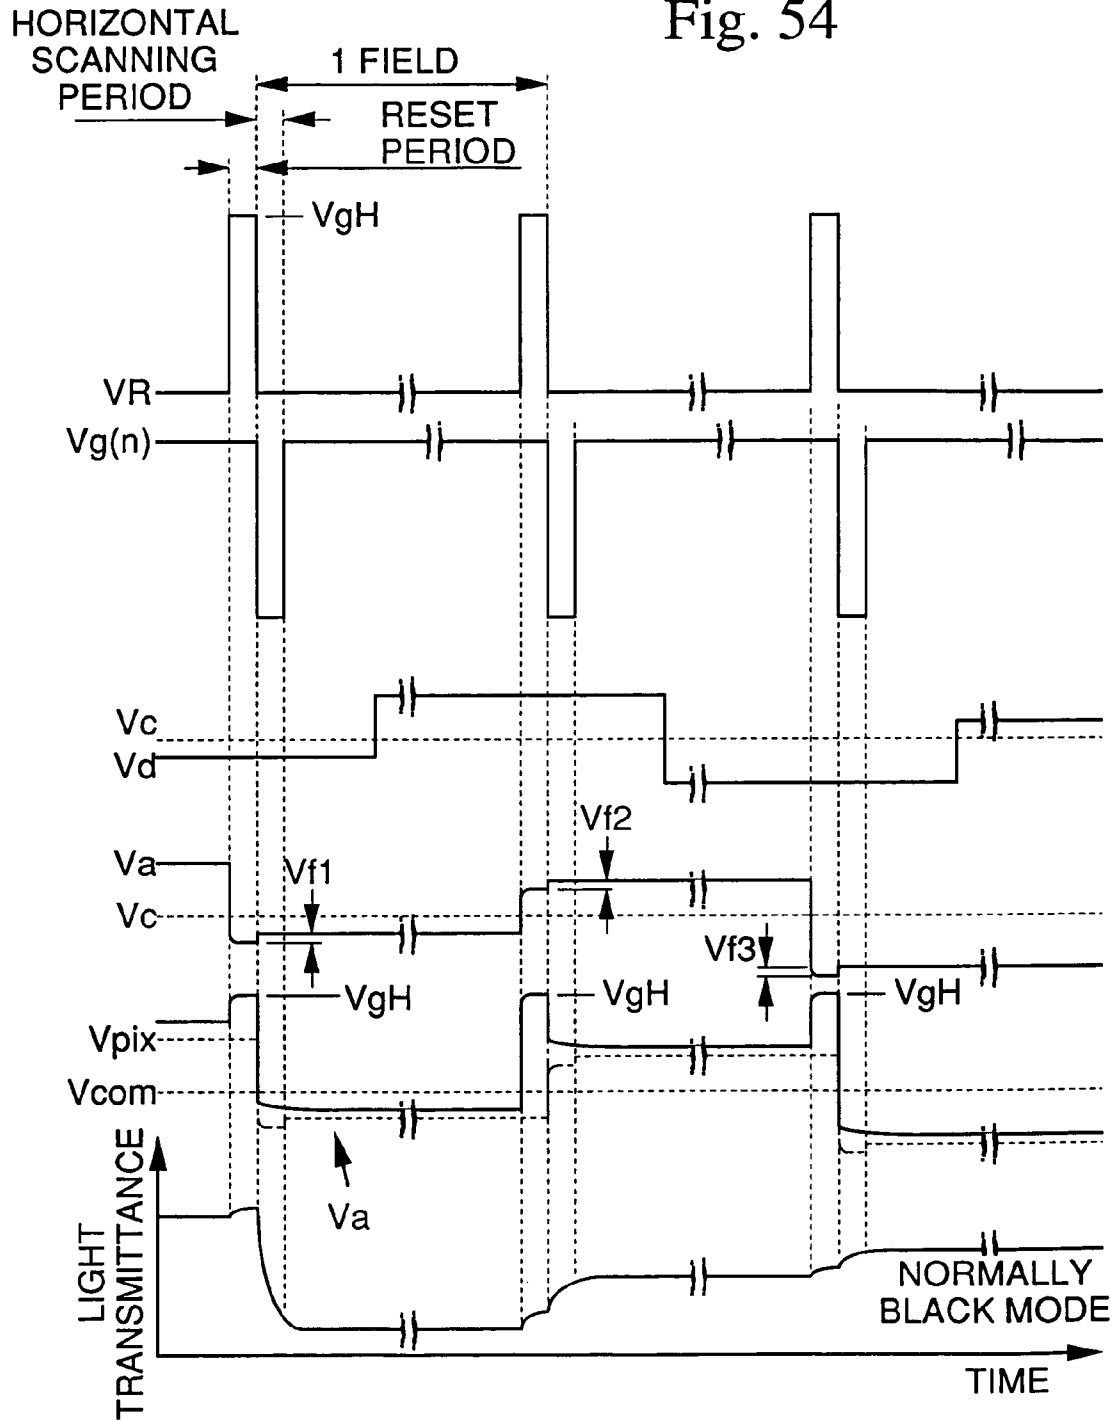 Fig. 54
HORIZONTAL
SCANNING
PERIOD
1 FIELD
RESET
PERIOD
VgH
VR
Vg(n)
Vc
Vd
Vf2
Va
Vf1
Vc
Vf3
VgH
VgH
VgH
Vpix
Vcom
Va
LIGHT
TRANSMITTANCE
NORMALLY
BLACK MODE
TIME